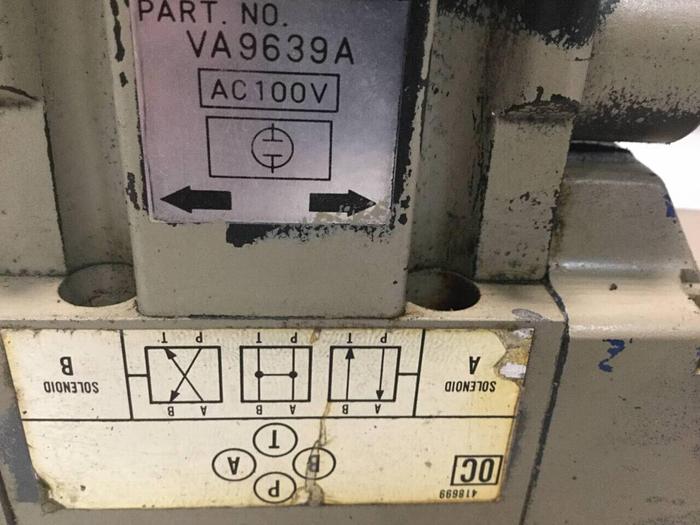 PART. NO.
VA9639A
AC100V
418699
OC
P
B A
T
A B A B A B
SOLENOID
A
SOLENOID
B
P T P T P T